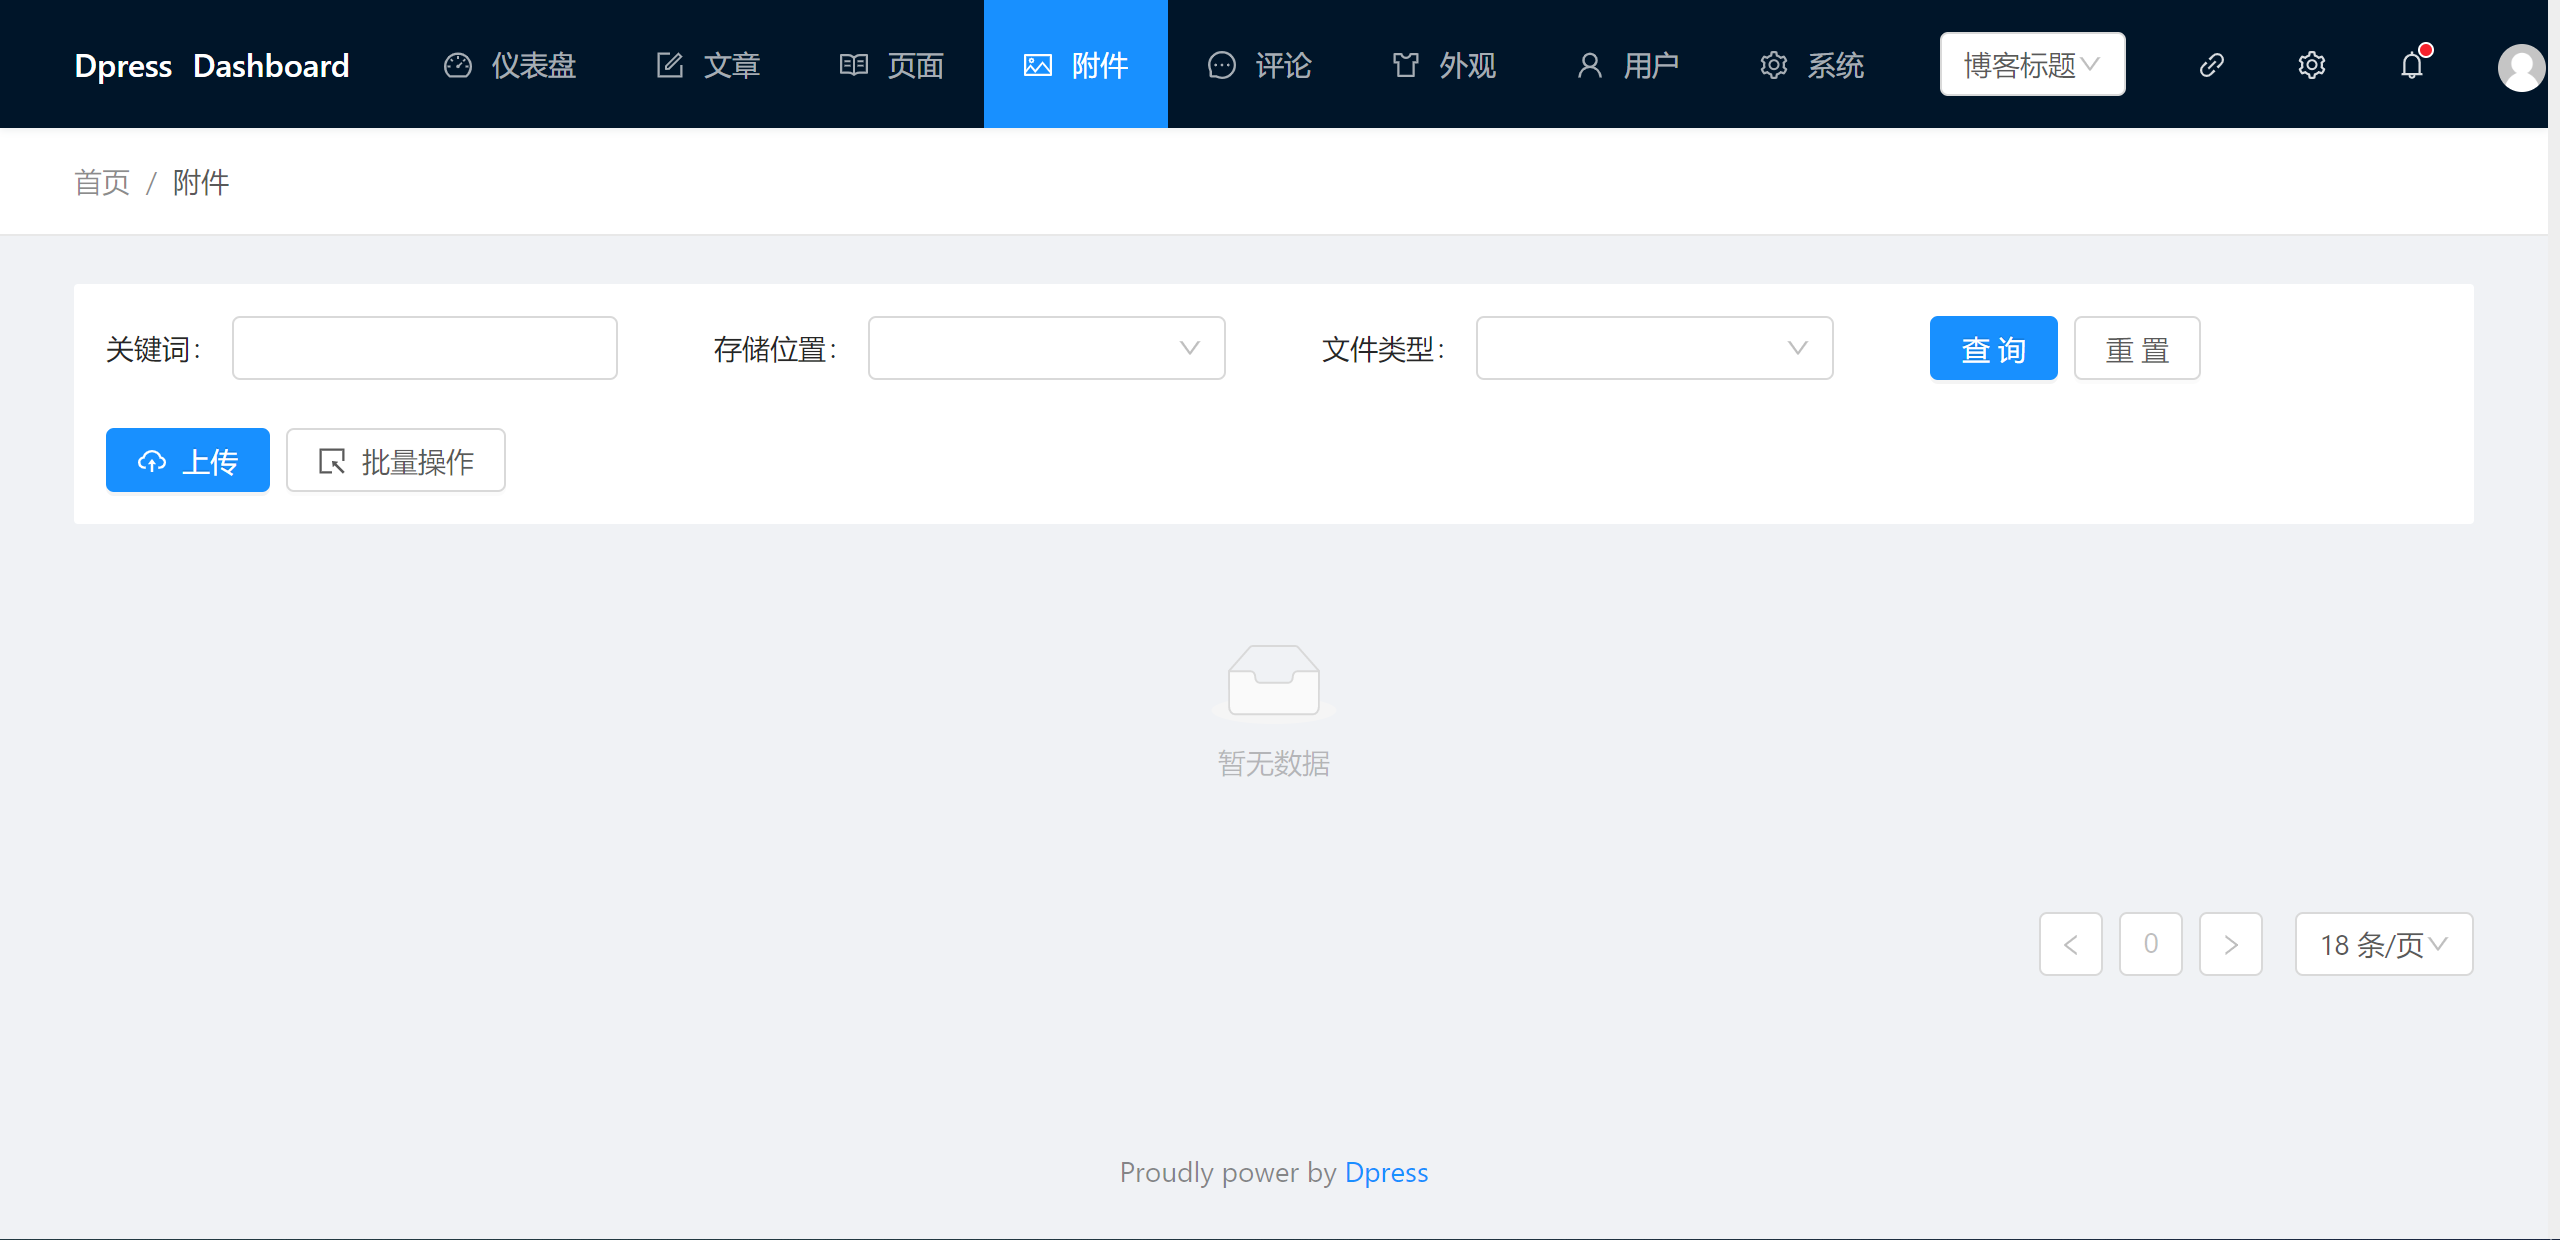 Dpress Dashboard 仪表盘 文章 页面 附件 评论 外观 用户 系统 博客标题
首页 / 附件
关键词: 存储位置: 文件类型: 查 询 重 置
上传 批量操作
暂无数据
< 0 > 18 条/页
Proudly power by Dpress